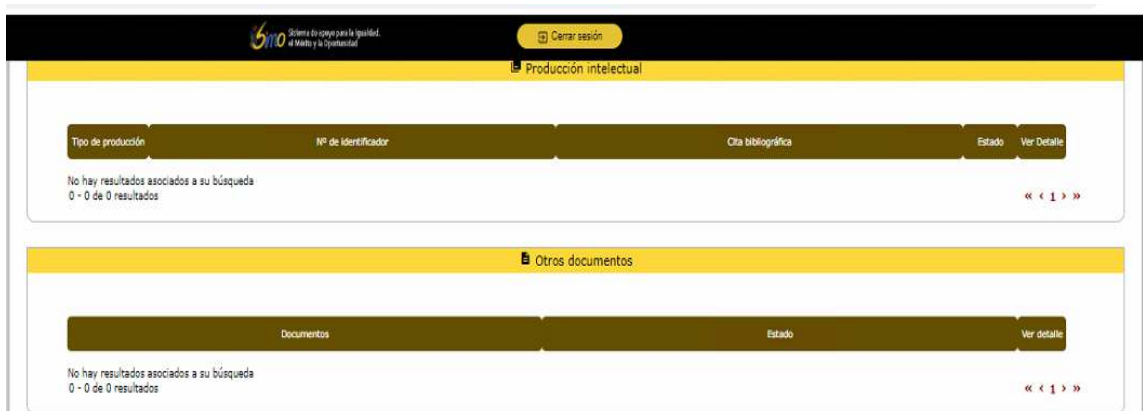 Simo Sistema de apoyo para la Igualdad,
el Mérito y la Oportunidad
Cerrar sesión
Producción intelectual
Tipo de producción Nº de identificador Cita bibliográfica Estado Ver Detalle
No hay resultados asociados a su búsqueda
0 - 0 de 0 resultados
« ‹ 1 › »
Otros documentos
Documentos Estado Ver detalle
No hay resultados asociados a su búsqueda
0 - 0 de 0 resultados
« ‹ 1 › »